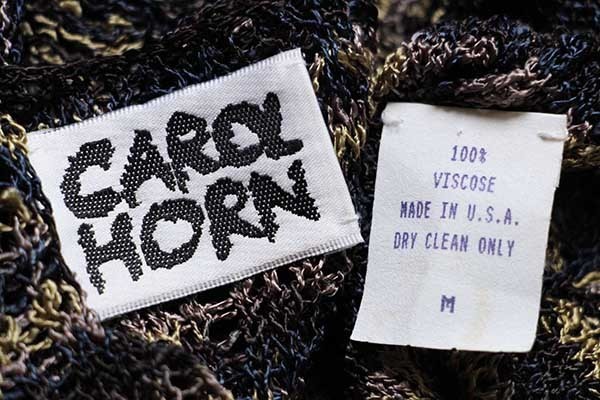 CAROL
HORN
100%
VISCOSE
MADE IN U.S.A.
DRY CLEAN ONLY
M